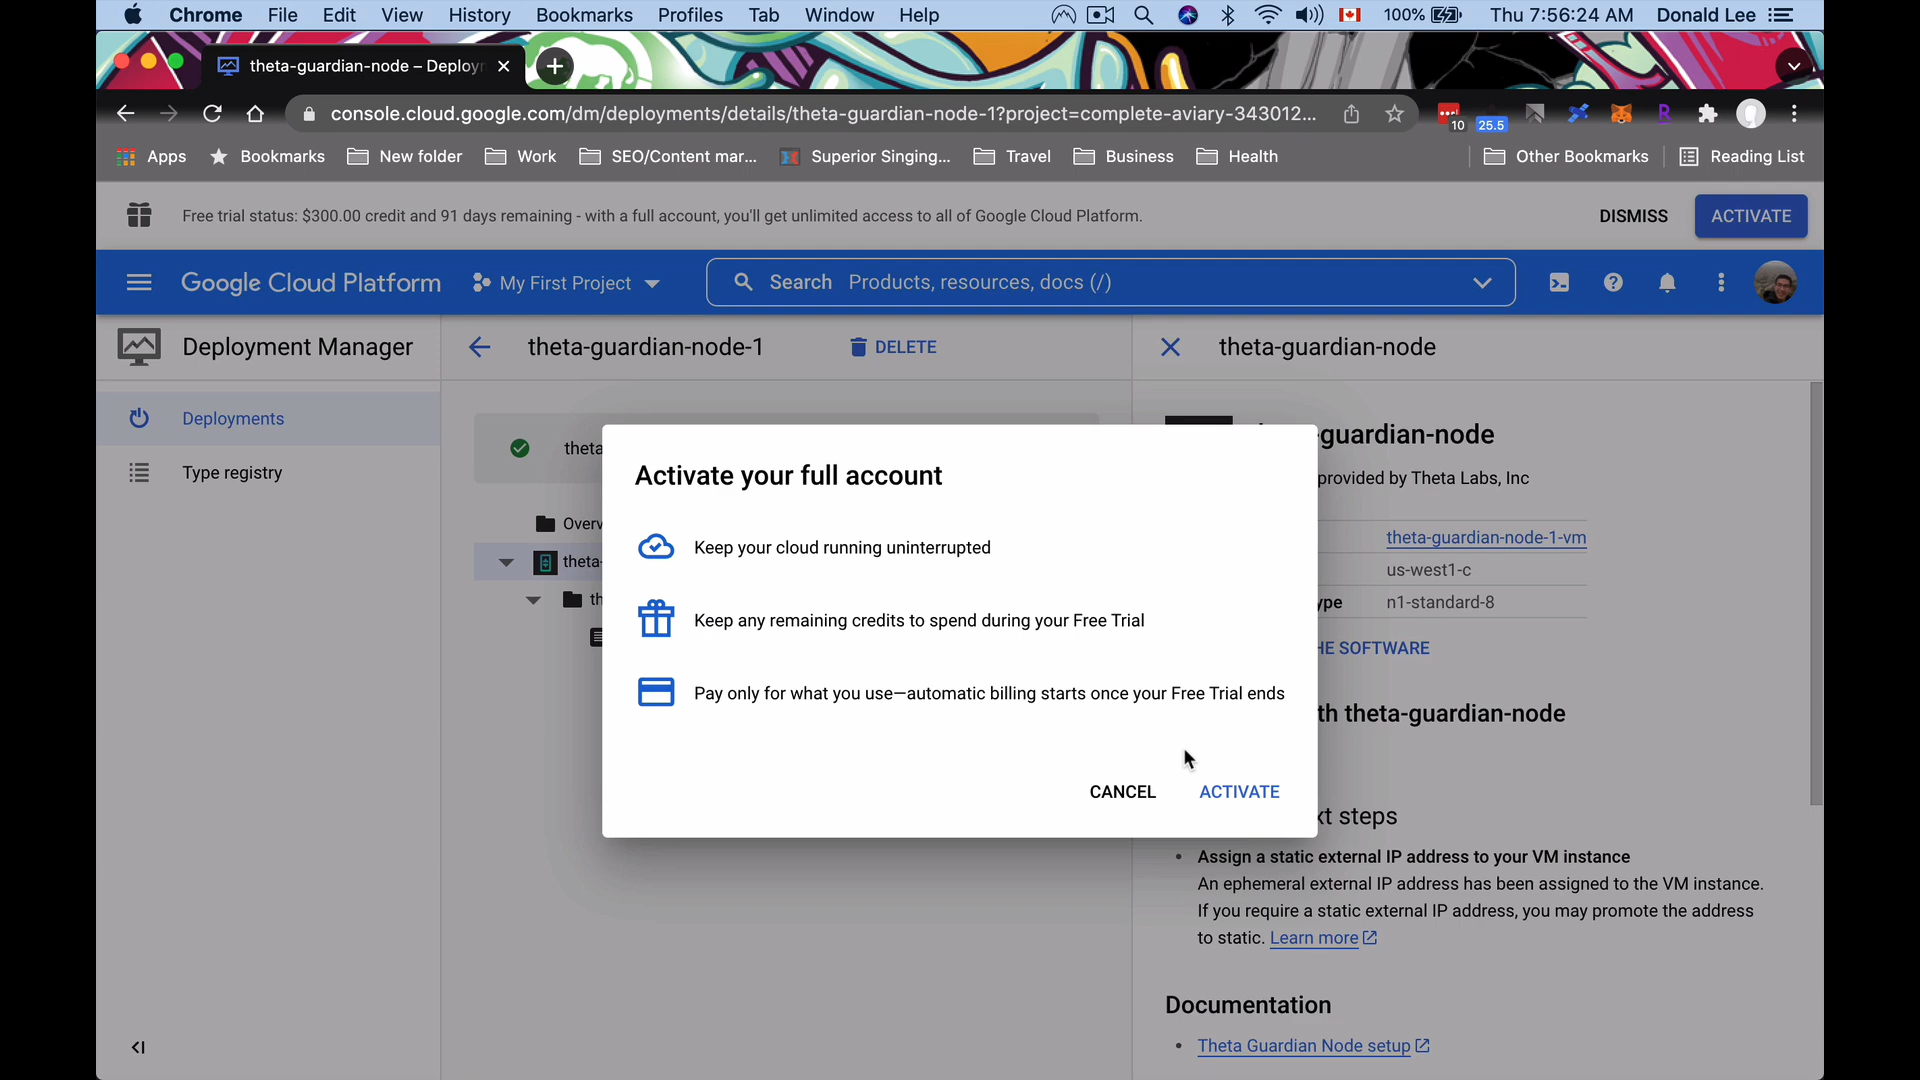 Chrome File Edit View History Bookmarks Profiles Tab Window Help 100% Thu 7:56:24 AM Donald Lee
theta-guardian-node – Deploy
console.cloud.google.com/dm/deployments/details/theta-guardian-node-1?project=complete-aviary-343012... 10 25.5
Apps Bookmarks New folder Work SEO/Content mar... Superior Singing... Travel Business Health Other Bookmarks Reading List
Free trial status: $300.00 credit and 91 days remaining - with a full account, you'll get unlimited access to all of Google Cloud Platform. DISMISS ACTIVATE
Google Cloud Platform My First Project Search Products, resources, docs (/)
Deployment Manager theta-guardian-node-1 DELETE theta-guardian-node
Deployments
Type registry
theta
Overv
theta-
th
Activate your full account
Keep your cloud running uninterrupted
Keep any remaining credits to spend during your Free Trial
Pay only for what you use—automatic billing starts once your Free Trial ends
CANCEL ACTIVATE
guardian-node
provided by Theta Labs, Inc
theta-guardian-node-1-vm
us-west1-c
ype n1-standard-8
HE SOFTWARE
th theta-guardian-node
xt steps
• Assign a static external IP address to your VM instance
An ephemeral external IP address has been assigned to the VM instance.
If you require a static external IP address, you may promote the address
to static. Learn more
Documentation
• Theta Guardian Node setup